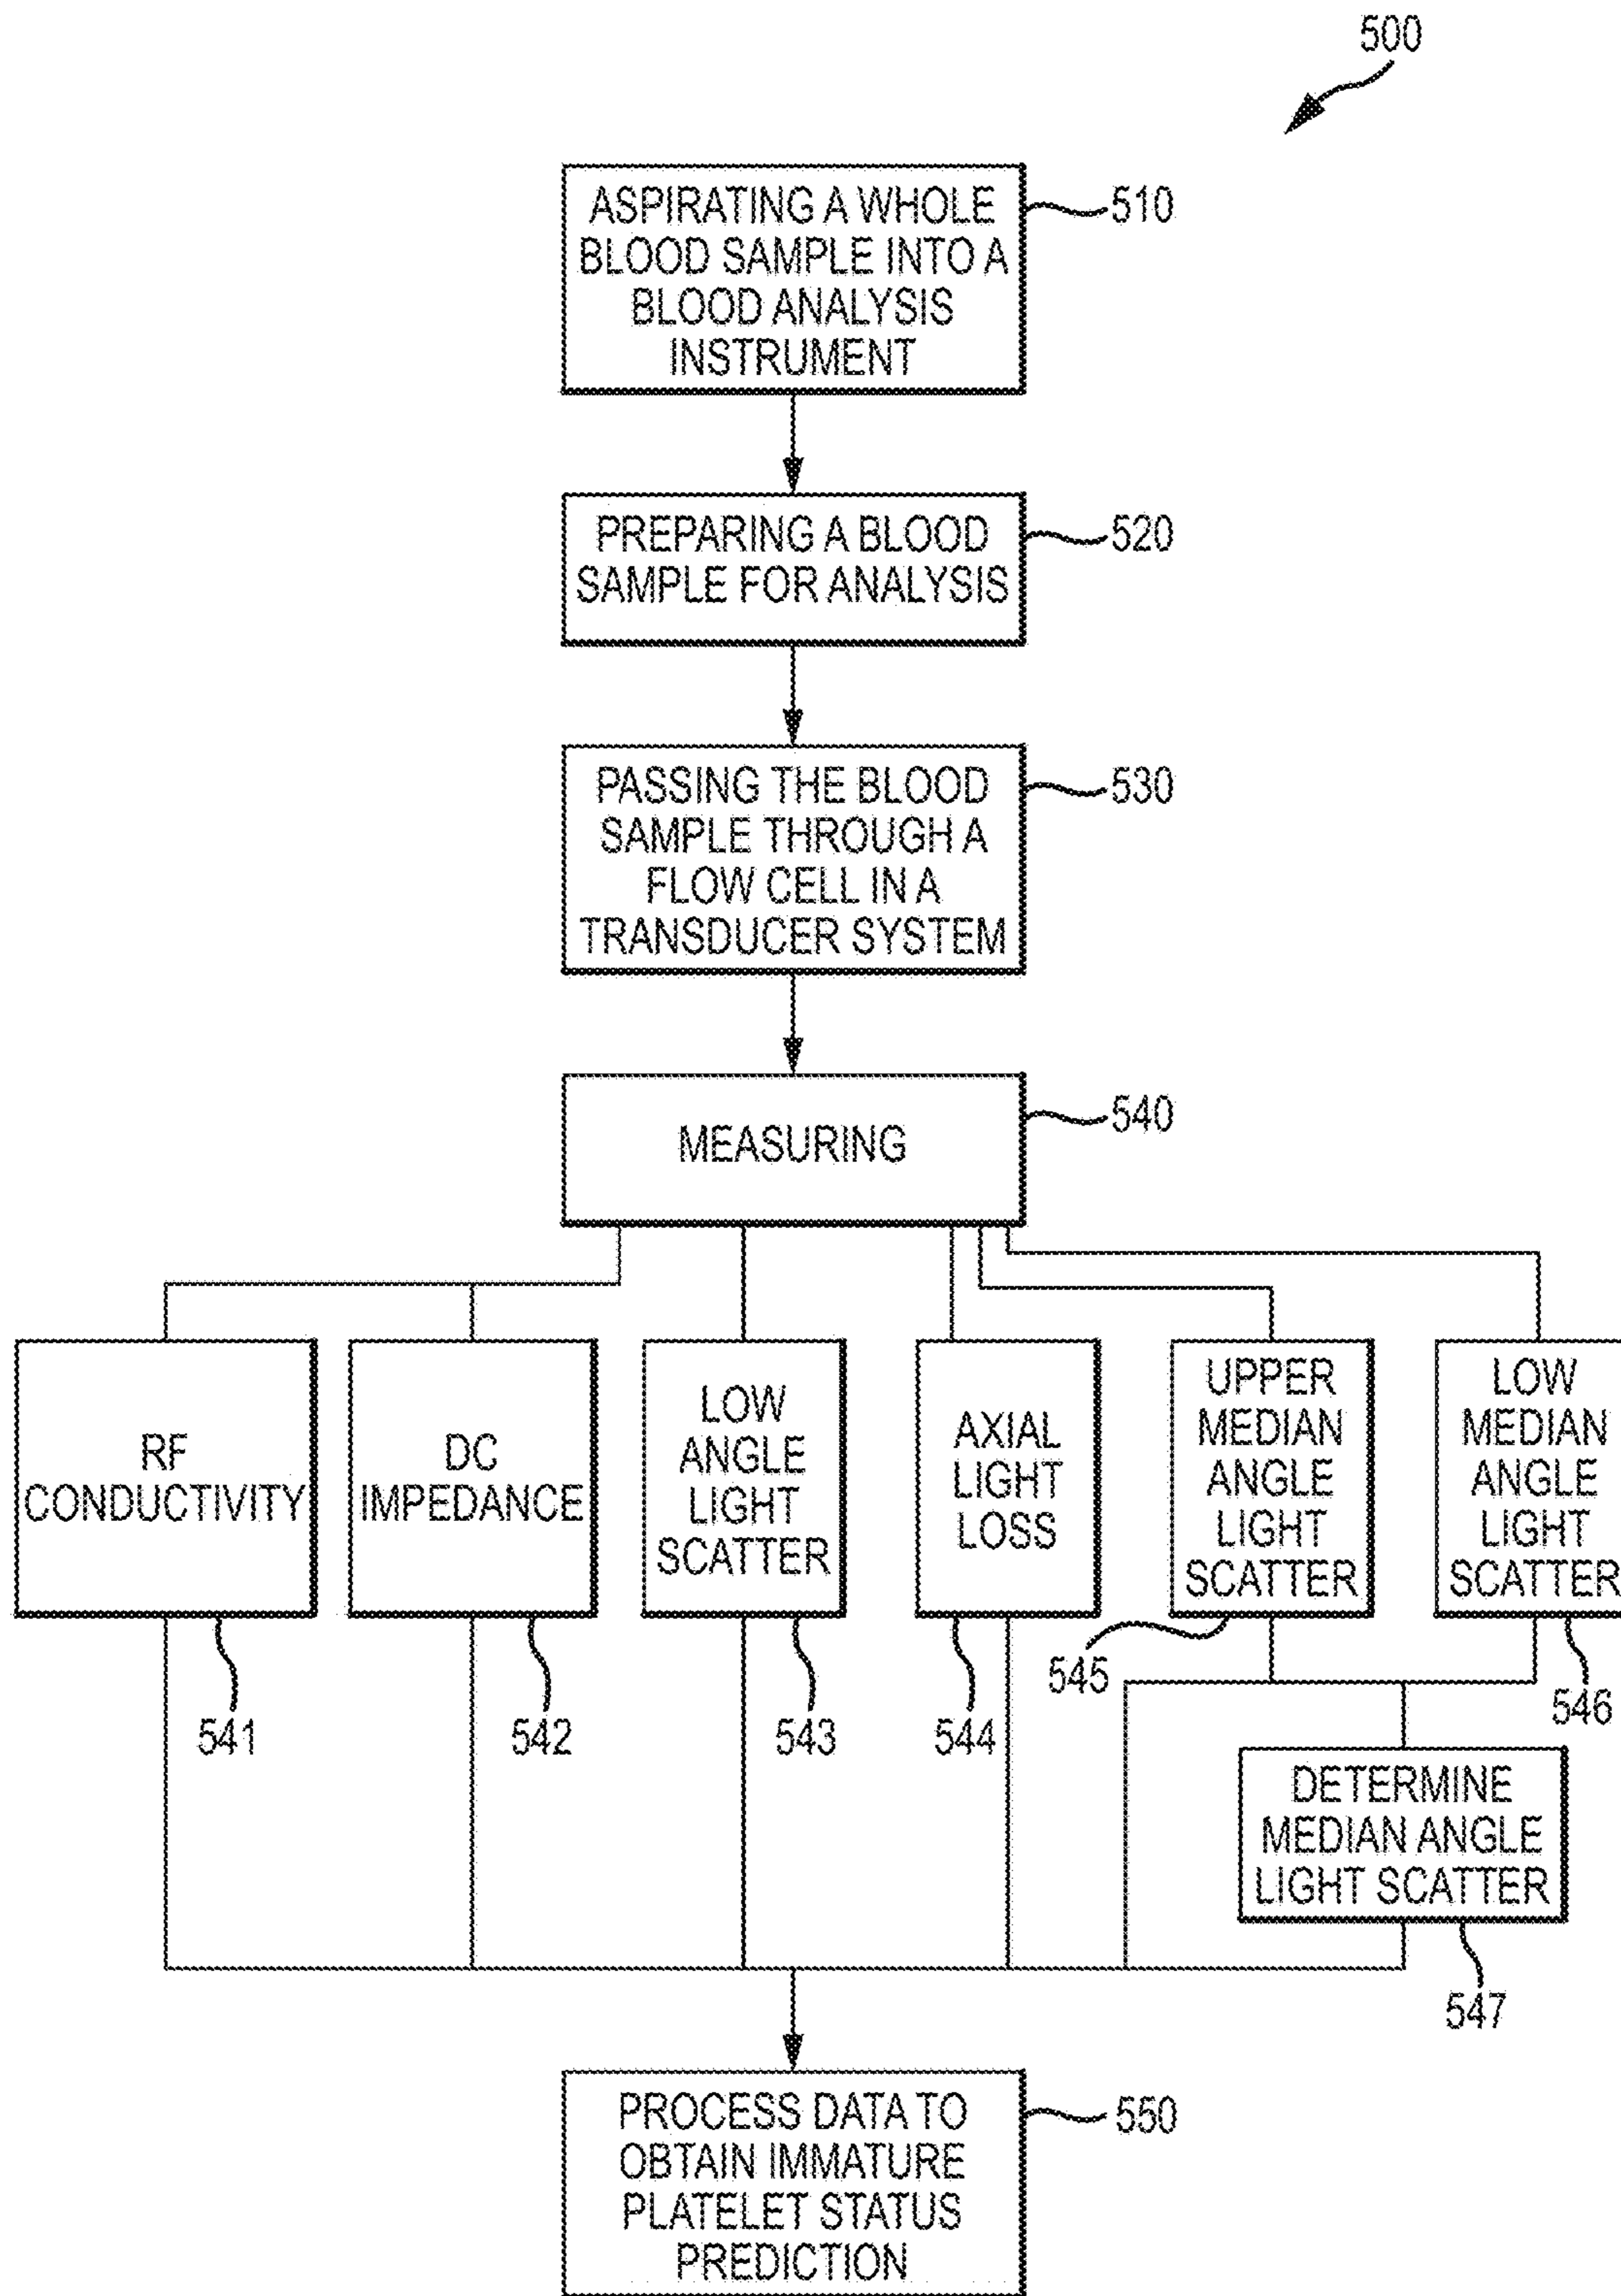 500
ASPIRATING A WHOLE
BLOOD SAMPLE INTO A
BLOOD ANALYSIS
INSTRUMENT
510
PREPARING A BLOOD
SAMPLE FOR ANALYSIS
520
PASSING THE BLOOD
SAMPLE THROUGH A
FLOW CELL IN A
TRANSDUCER SYSTEM
530
MEASURING
540
RF
CONDUCTIVITY
541
DC
IMPEDANCE
542
LOW
ANGLE
LIGHT
SCATTER
543
AXIAL
LIGHT
LOSS
544
UPPER
MEDIAN
ANGLE
LIGHT
SCATTER
545
LOW
MEDIAN
ANGLE
LIGHT
SCATTER
546
DETERMINE
MEDIAN ANGLE
LIGHT SCATTER
547
PROCESS DATA TO
OBTAIN IMMATURE
PLATELET STATUS
PREDICTION
550